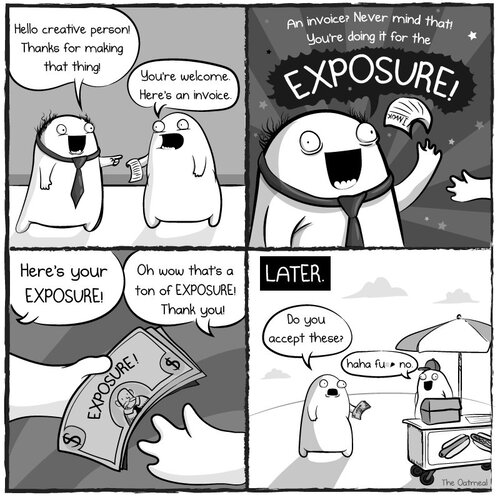 Hello creative person!
Thanks for making
that thing!
You're welcome.
Here's an invoice.
An invoice? Never mind that!
You're doing it for the
EXPOSURE!
INVOICE
Here's your
EXPOSURE!
Oh wow that's a
ton of EXPOSURE!
Thank you!
EXPOSURE!
$
$
LATER.
Do you
accept these?
haha fu no.
The Oatmeal